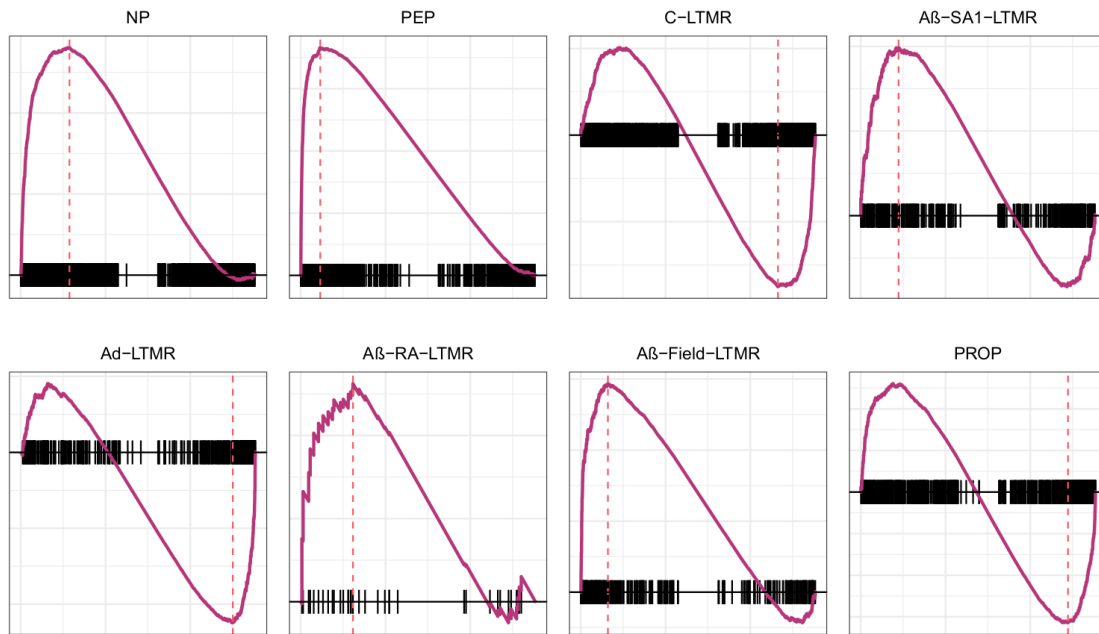 NP
PEP
C−LTMR
Aß−SA1−LTMR
Ad−LTMR
Aß−RA−LTMR
Aß−Field−LTMR
PROP